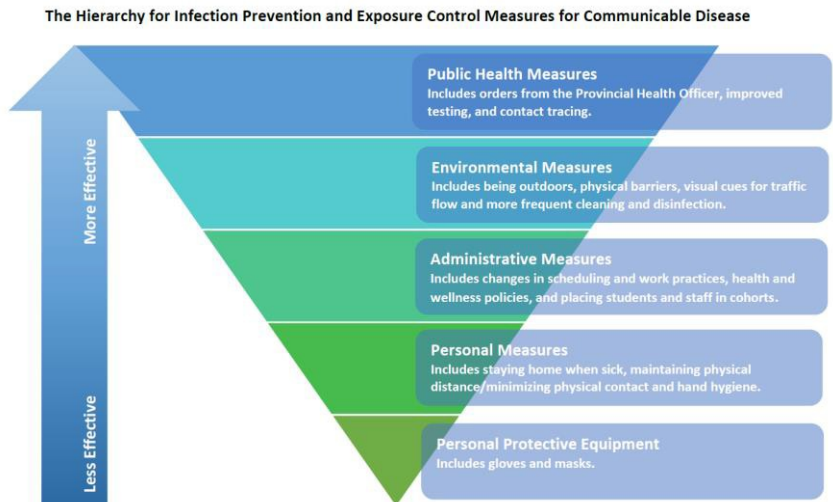 The Hierarchy for Infection Prevention and Exposure Control Measures for Communicable Disease
More Effective
Less Effective
Public Health Measures
Includes orders from the Provincial Health Officer, improved
testing, and contact tracing.
Environmental Measures
Includes being outdoors, physical barriers, visual cues for traffic
flow and more frequent cleaning and disinfection.
Administrative Measures
Includes changes in scheduling and work practices, health and
wellness policies, and placing students and staff in cohorts.
Personal Measures
Includes staying home when sick, maintaining physical
distance/minimizing physical contact and hand hygiene.
Personal Protective Equipment
Includes gloves and masks.